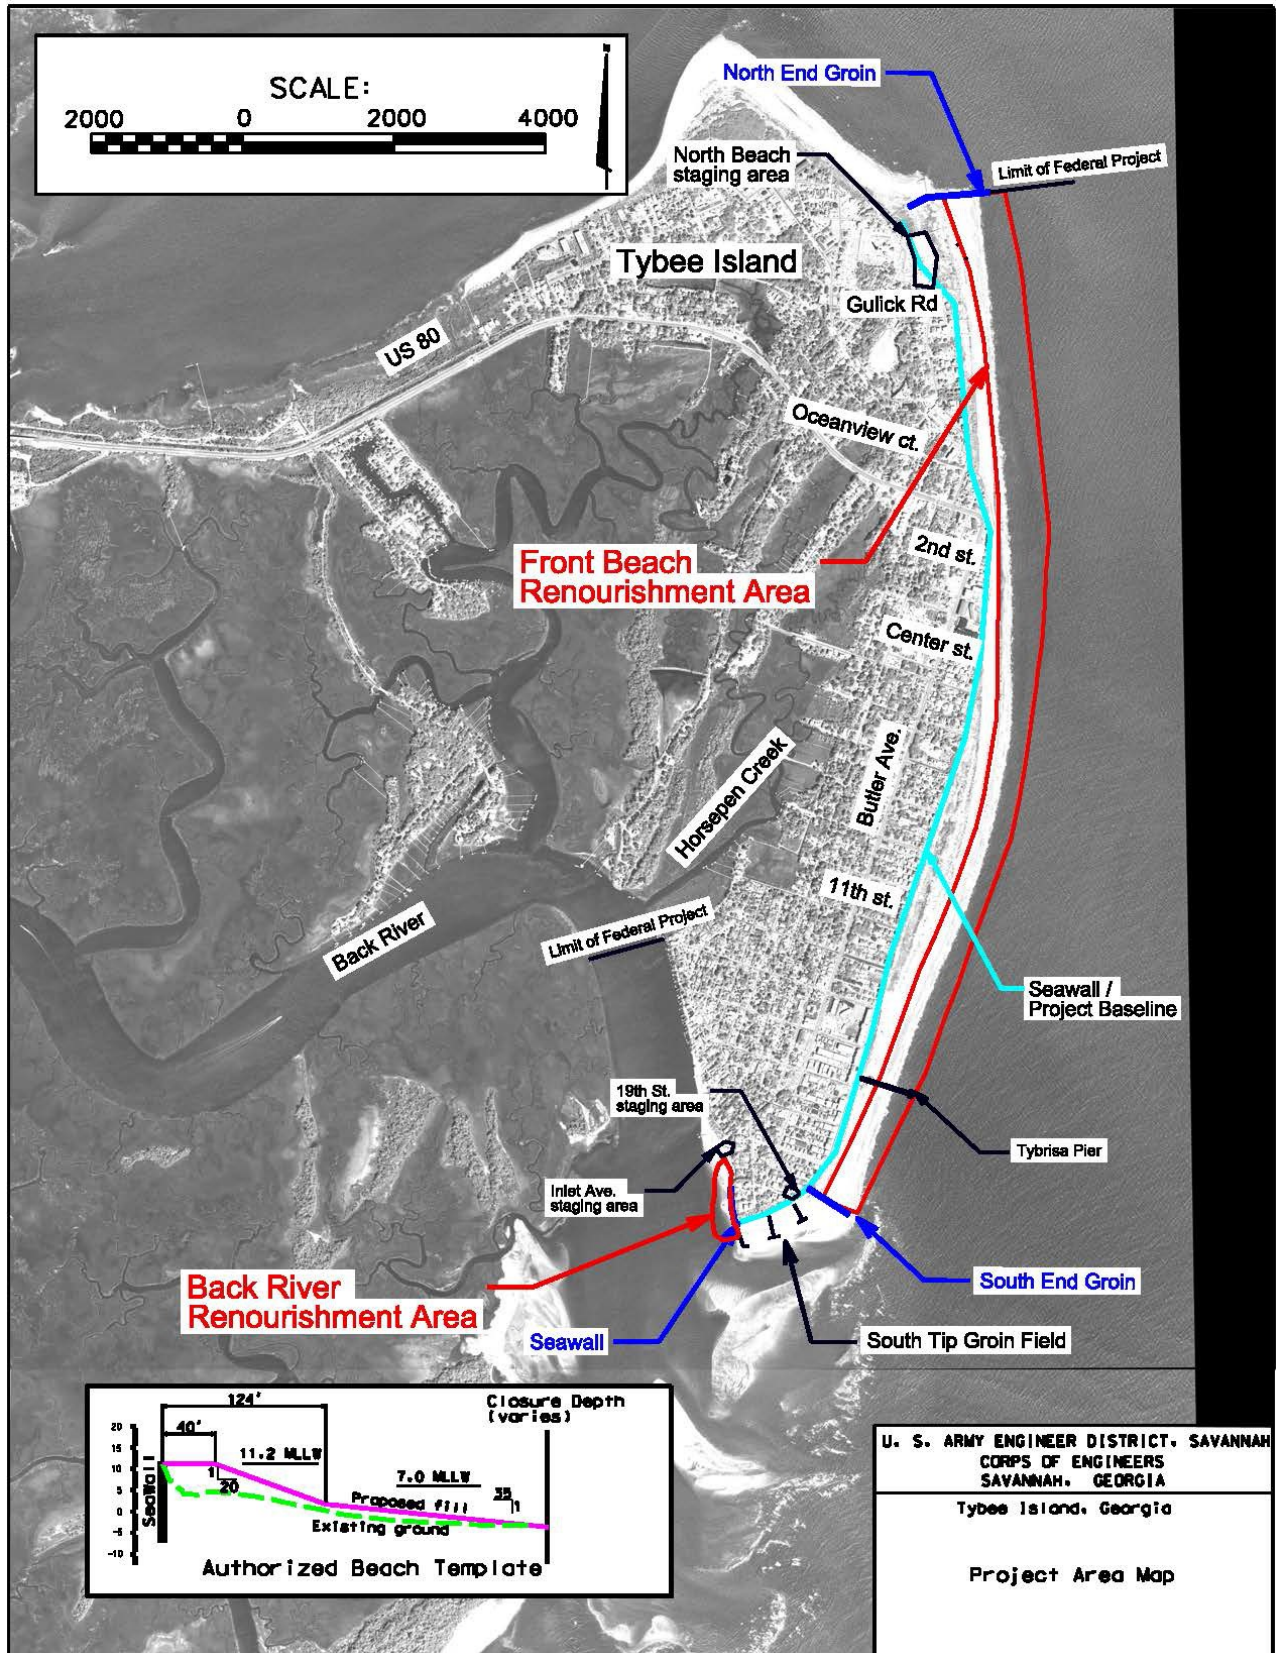 SCALE:
2000 0 2000 4000
N
North End Groin
North Beach
staging area
Limit of Federal Project
Tybee Island
Gulick Rd
US 80
Oceanview ct.
Front Beach
Renourishment Area
2nd st.
Center st.
Butler Ave.
Horsepen Creek
11th st.
Back River
Limit of Federal Project
Seawall /
Project Baseline
19th St.
staging area
Tybrisa Pier
Inlet Ave.
staging area
Back River
Renourishment Area
South End Groin
Seawall
South Tip Groin Field
124'
Closure Depth
(varies)
40'
11.2 MLLW
1
20
7.0 MLLW
35
1
20
15
10
5
0
-5
-10
Seawall
Proposed fill
Existing ground
Authorized Beach Template
U. S. ARMY ENGINEER DISTRICT, SAVANNAH
CORPS OF ENGINEERS
SAVANNAH, GEORGIA
Tybee Island, Georgia
Project Area Map